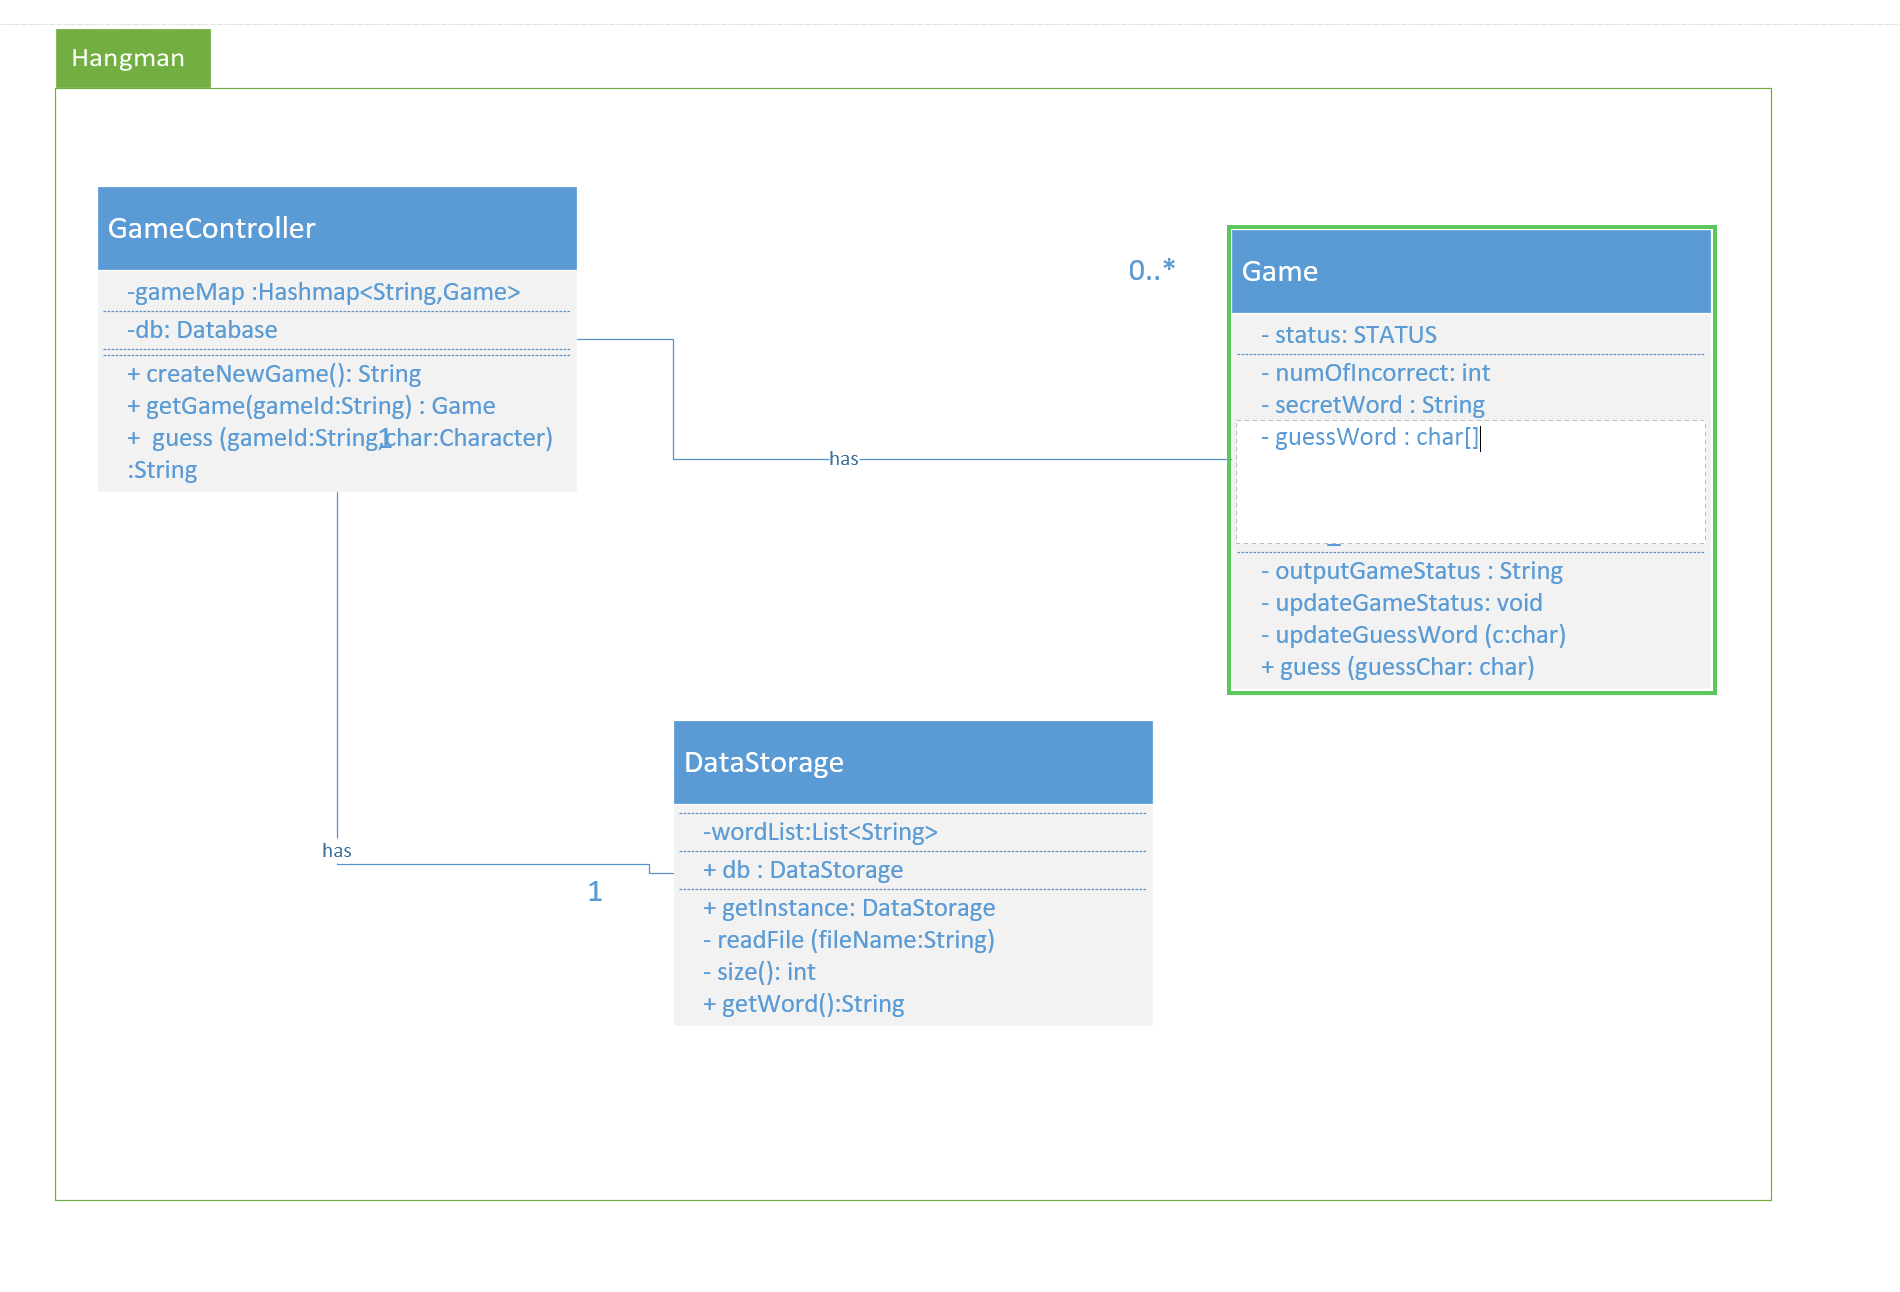 Hangman
GameController
-gameMap :Hashmap<String,Game>
-db: Database
+ createNewGame(): String
+ getGame(gameId:String) : Game
+  guess (gameId:String,char:Character)
:String
1
has
0..*
Game
- status: STATUS
- numOfIncorrect: int
- secretWord : String
- guessWord : char[]
- outputGameStatus : String
- updateGameStatus: void
- updateGuessWord (c:char)
+ guess (guessChar: char)
has
1
DataStorage
-wordList:List<String>
+ db : DataStorage
+ getInstance: DataStorage
- readFile (fileName:String)
- size(): int
+ getWord():String